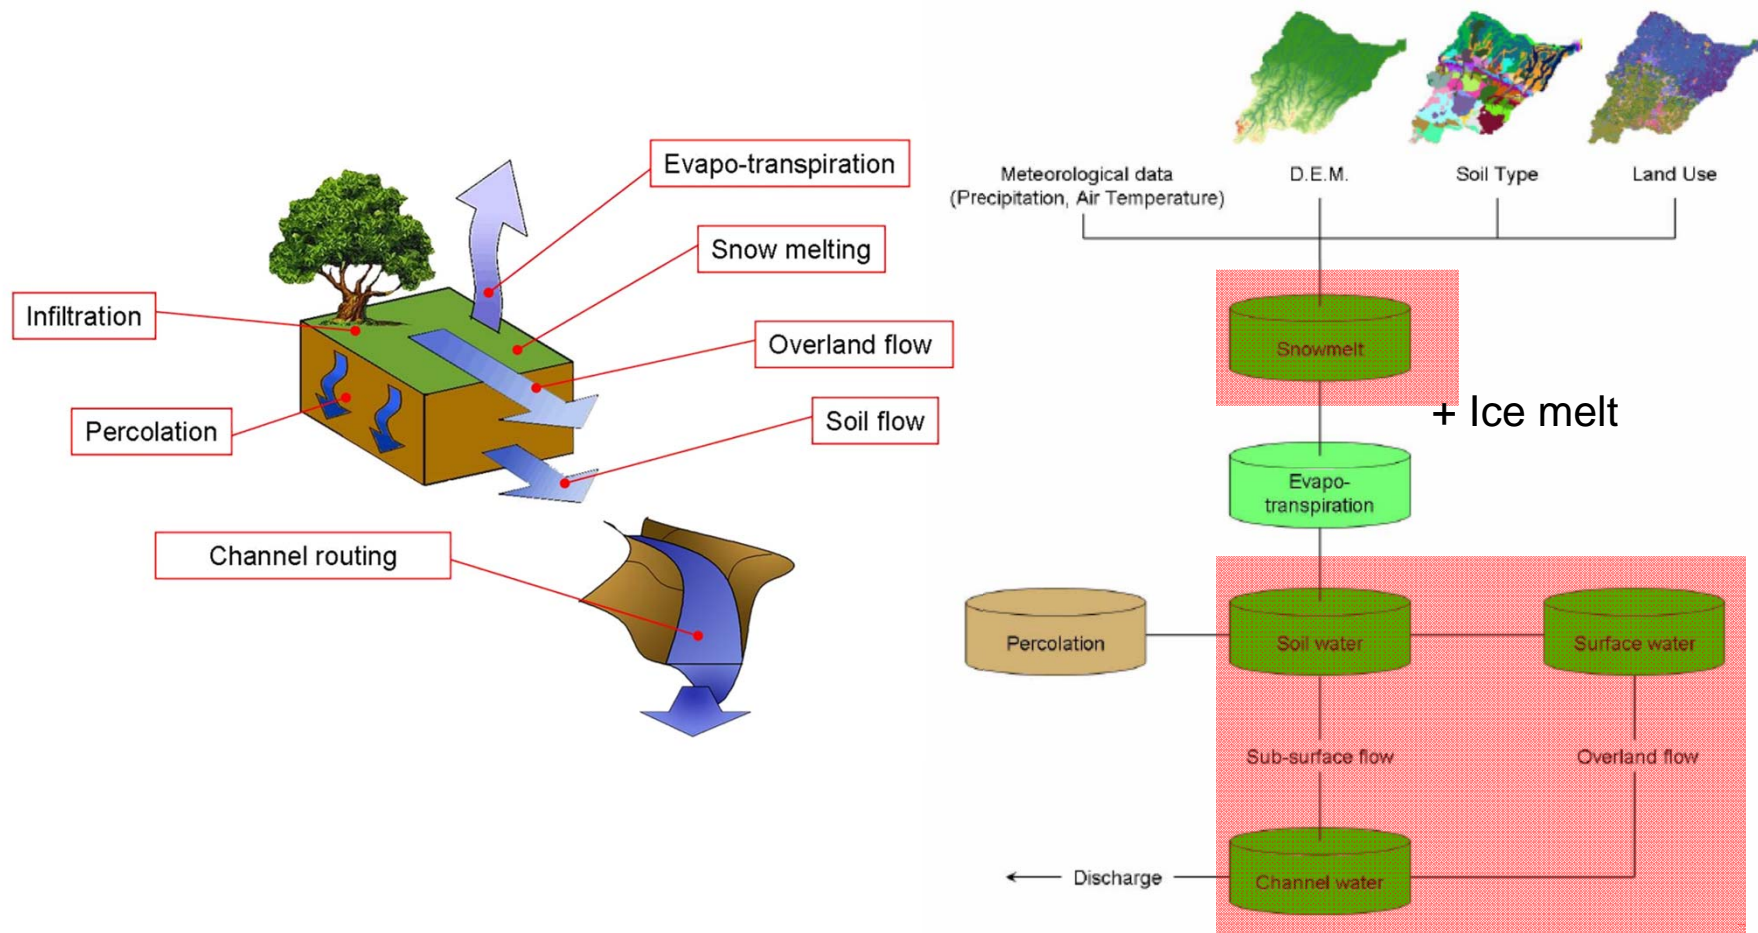 Evapo-transpiration
Snow melting
Infiltration
Overland flow
Percolation
Soil flow
Channel routing
Meteorological data
(Precipitation, Air Temperature)
D.E.M.
Soil Type
Land Use
Snowmelt
+ Ice melt
Evapo-
transpiration
Percolation
Soil water
Surface water
Sub-surface flow
Overland flow
Discharge
Channel water